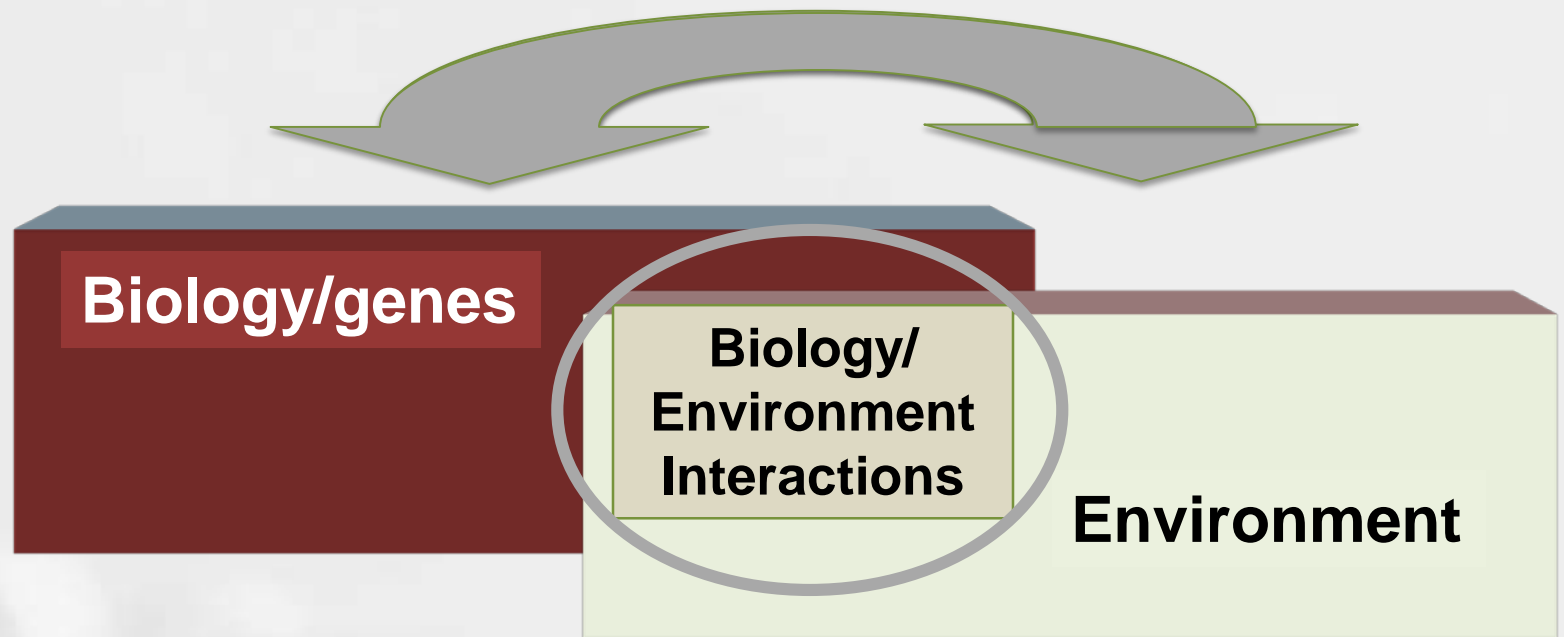 Biology/genes
Biology/
Environment
Interactions
Environment